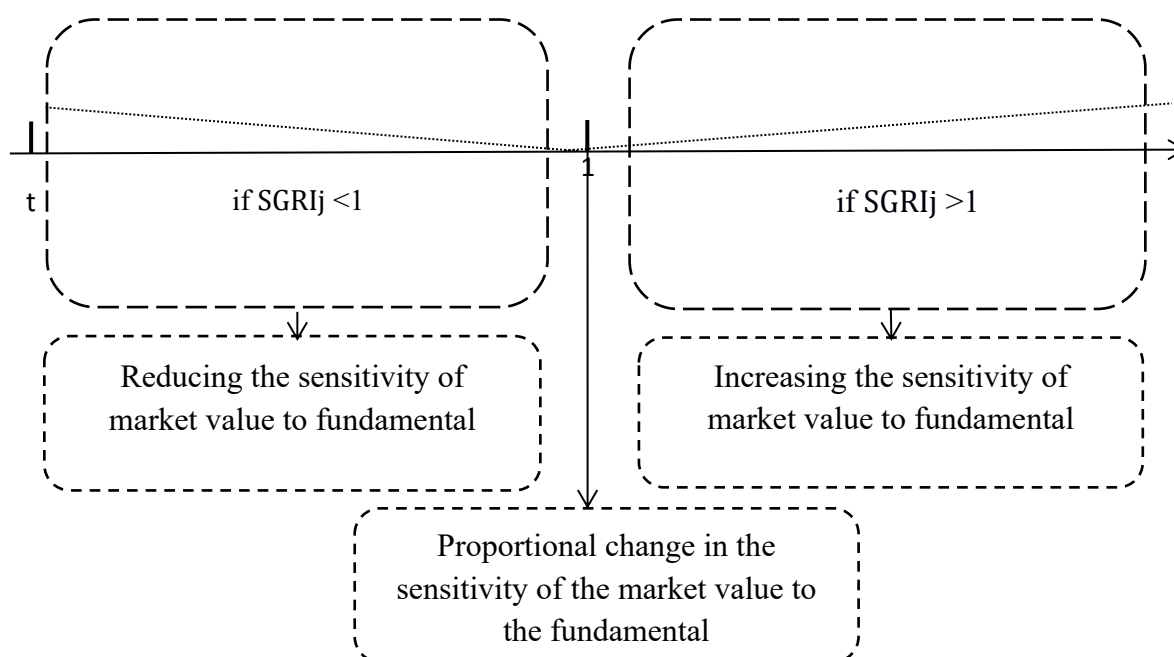 1
t
if SGRIj <1
if SGRIj >1
Reducing the sensitivity of
market value to fundamental
Increasing the sensitivity of
market value to fundamental
Proportional change in the
sensitivity of the market value to
the fundamental